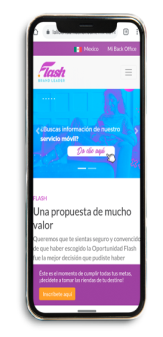 Mexico Mi Back Office
Flash
¿Buscas información de nuestro
servicio móvil?
Da clic aquí
FLASH
Una propuesta de mucho
valor
Queremos que te sientas seguro y convencido
de que haber escogido la Oportunidad Flash
fue la mejor decisión que pudiste haber
Éste es el momento de cumplir todas tus metas,
¡decídete a tomar las riendas de tu destino!
Inscríbete aquí